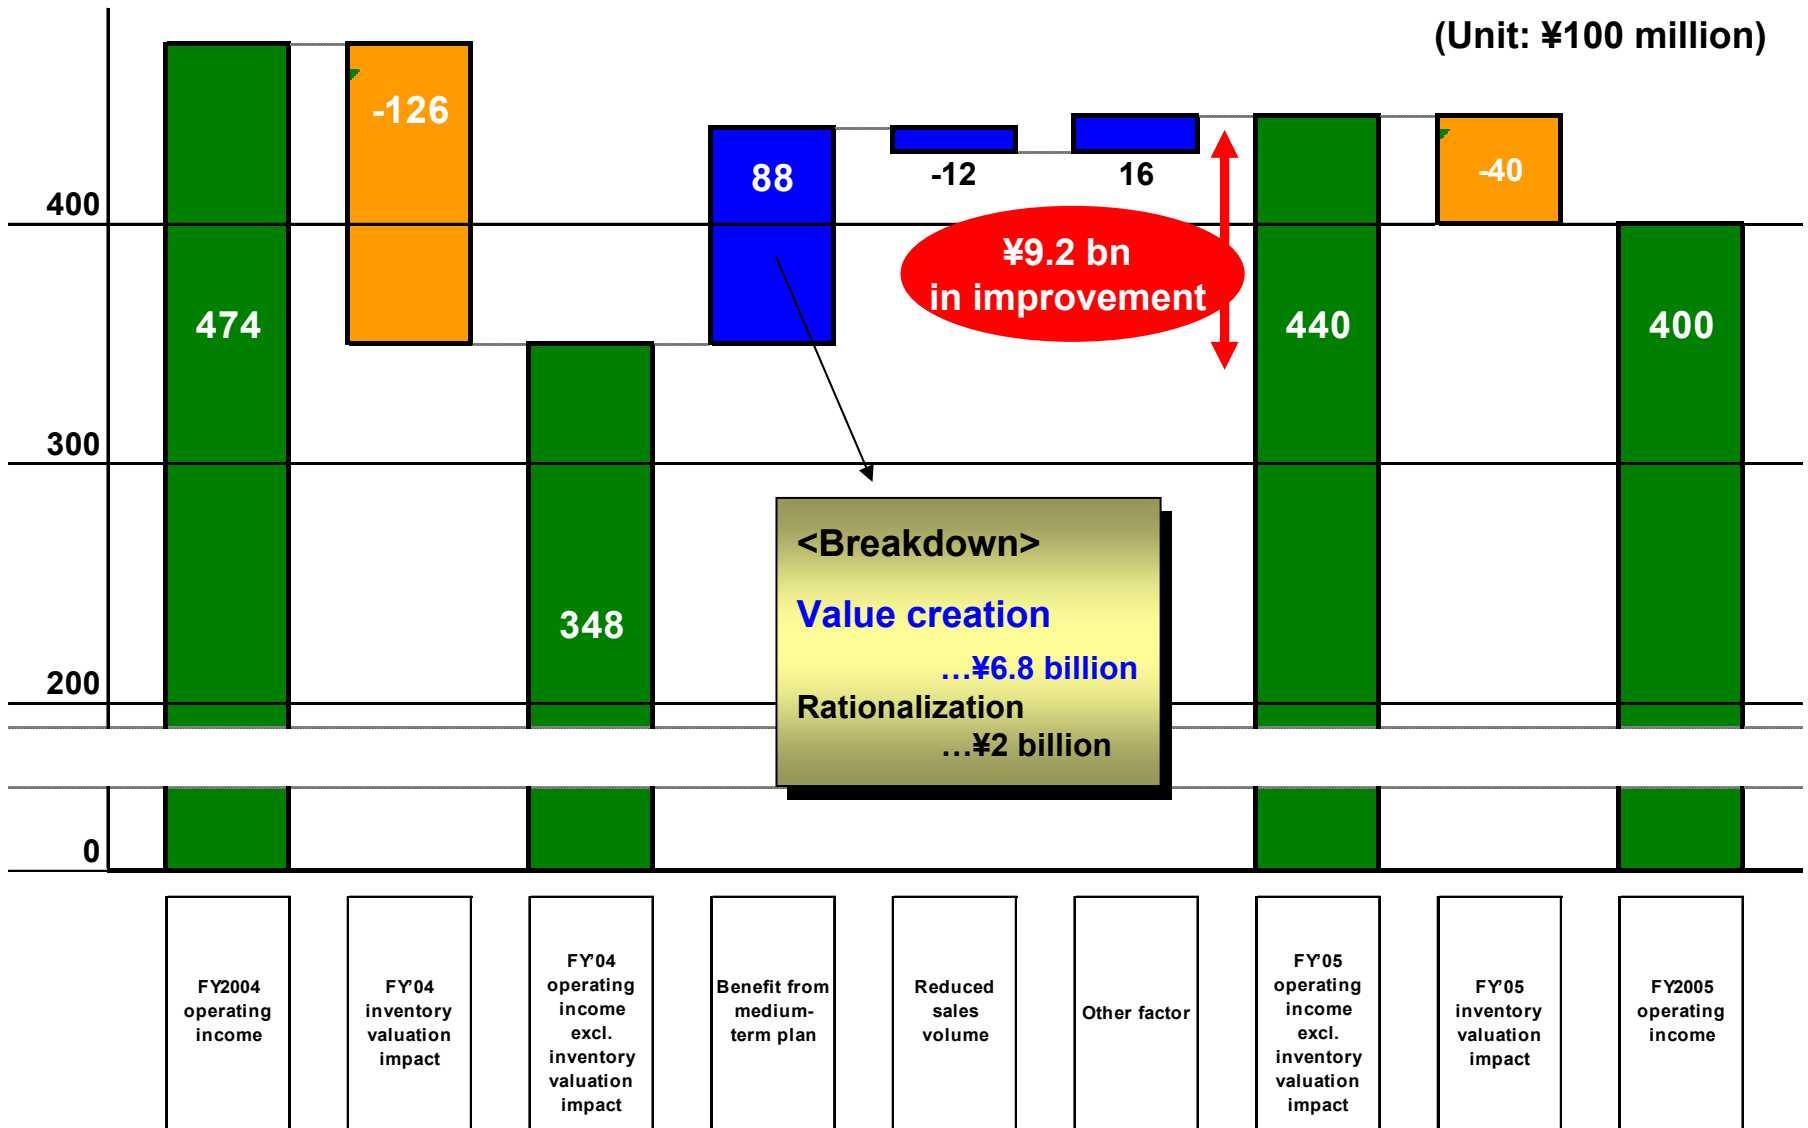 (Unit: ¥100 million)
-126
88
-12
16
-40
400
¥9.2 bn
in improvement
474
440
400
300
<Breakdown>
Value creation
348
…¥6.8 billion
200
Rationalization
…¥2 billion
0
FY2004
operating
income
FY'04
inventory
valuation
impact
FY'04
operating
income
excl.
inventory
valuation
impact
Benefit from
medium-
term plan
Reduced
sales
volume
Other factor
FY'05
operating
income
excl.
inventory
valuation
impact
FY'05
inventory
valuation
impact
FY2005
operating
income